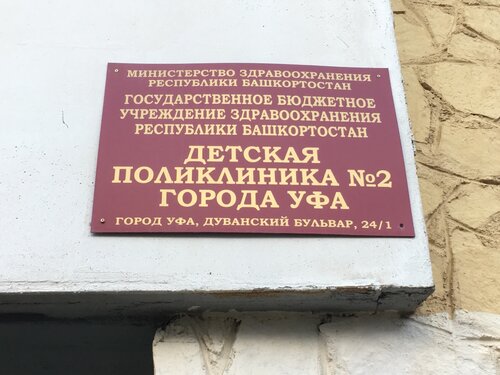 МИНИСТЕРСТВО ЗДРАВООХРАНЕНИЯ
РЕСПУБЛИКИ БАШКОРТОСТАН
ГОСУДАРСТВЕННОЕ БЮДЖЕТНОЕ
УЧРЕЖДЕНИЕ ЗДРАВООХРАНЕНИЯ
РЕСПУБЛИКИ БАШКОРТОСТАН
ДЕТСКАЯ
ПОЛИКЛИНИКА №2
ГОРОДА УФА
ГОРОД УФА, ДУВАНСКИЙ БУЛЬВАР, 24/1